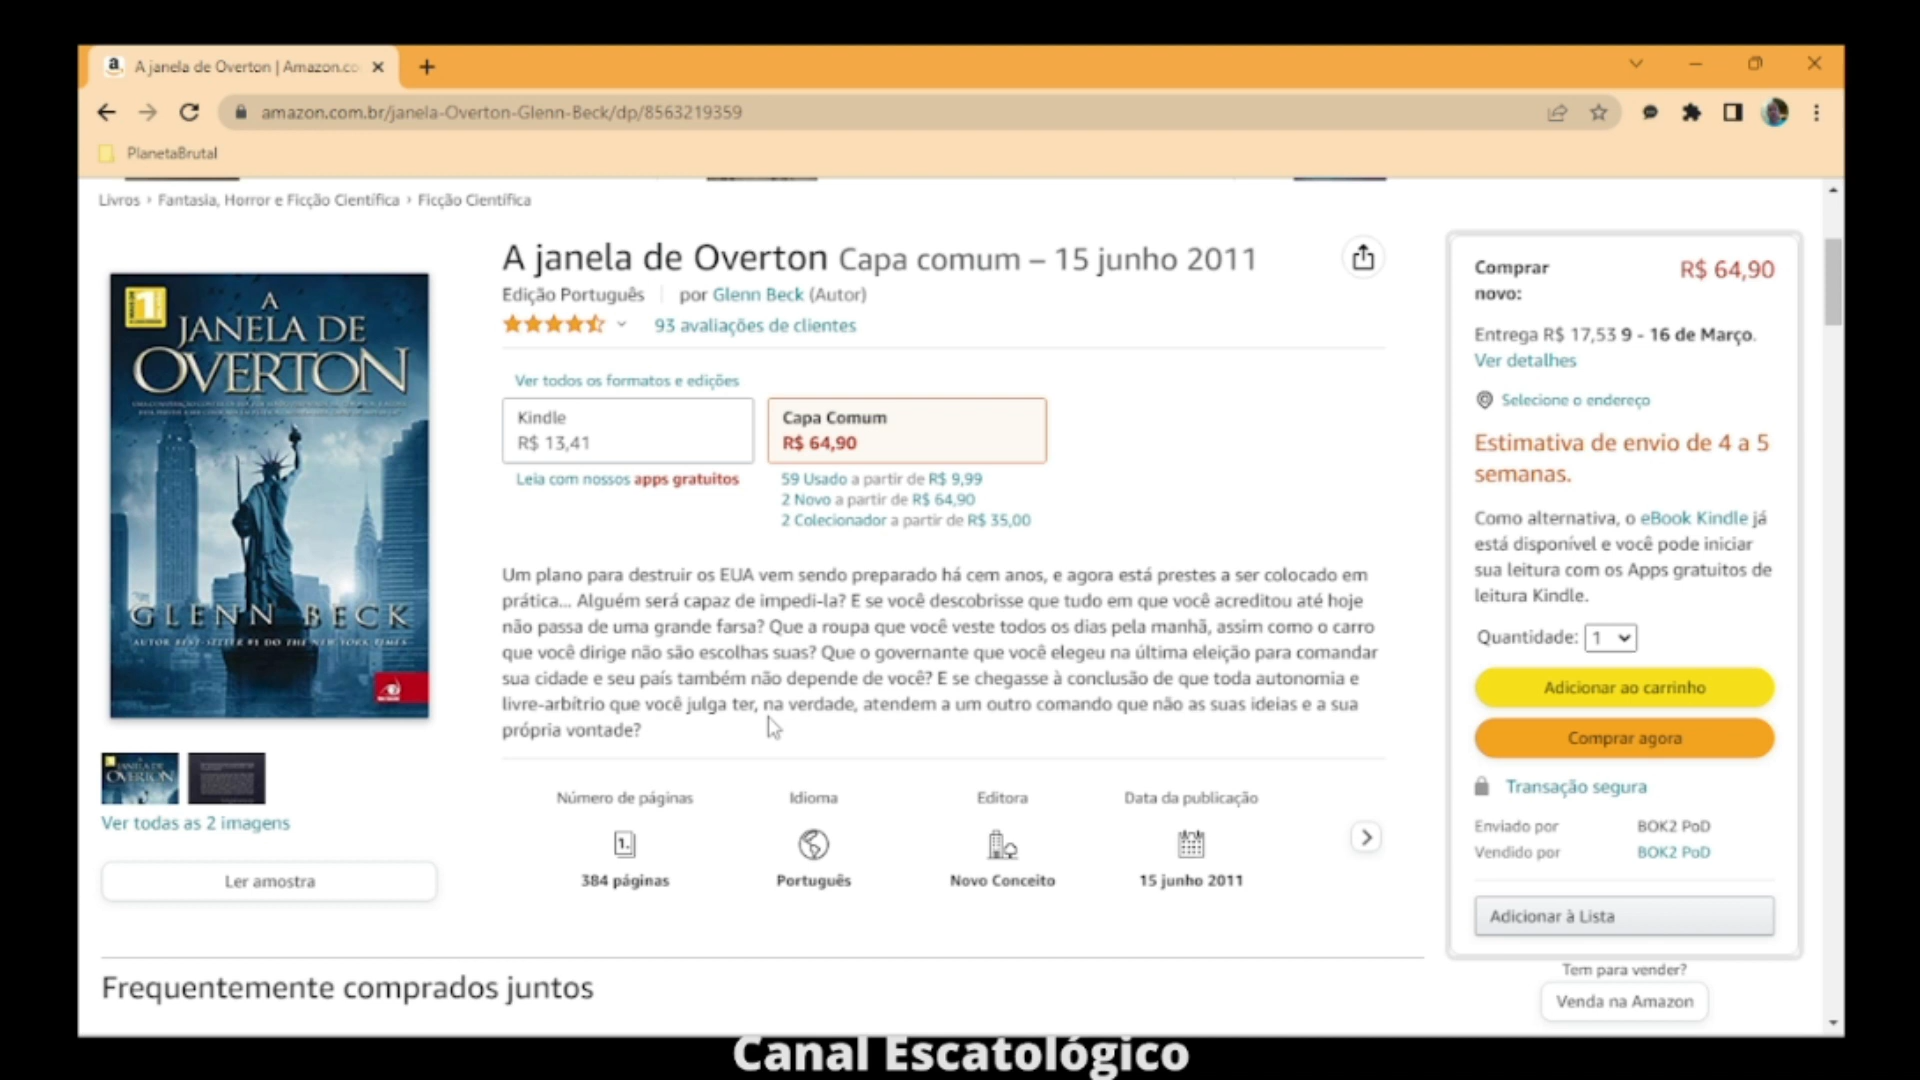 A janela de Overton | Amazon.co
amazon.com.br/janela-Overton-Glenn-Beck/dp/8563219359
PlanetaBrutal
Livros › Fantasia, Horror e Ficção Científica › Ficção Científica
A janela de Overton Capa comum – 15 junho 2011
Edição Português | por Glenn Beck (Autor)
93 avaliações de clientes
Ver todos os formatos e edições
Kindle
R$ 13,41
Capa Comum
R$ 64,90
Leia com nossos apps gratuitos
59 Usado a partir de R$ 9,99
2 Novo a partir de R$ 64,90
2 Colecionador a partir de R$ 35,00
Um plano para destruir os EUA vem sendo preparado há cem anos, e agora está prestes a ser colocado em
prática... Alguém será capaz de impedi-la? E se você descobrisse que tudo em que você acreditou até hoje
não passa de uma grande farsa? Que a roupa que você veste todos os dias pela manhã, assim como o carro
que você dirige não são escolhas suas? Que o governante que você elegeu na última eleição para comandar
sua cidade e seu país também não depende de você? E se chegasse à conclusão de que toda autonomia e
livre-arbítrio que você julga ter, na verdade, atendem a um outro comando que não as suas ideias e a sua
própria vontade?
Número de páginas
1.
384 páginas
Idioma
Português
Editora
Novo Conceito
Data da publicação
15 junho 2011
1
A
JANELA DE
OVERTON
GLENN BECK
AUTOR BEST-SELLER #1 DO THE NEW YORK TIMES
JANELA DE
OVERTON
Ver todas as 2 imagens
Ler amostra
Frequentemente comprados juntos
Comprar
novo:
R$ 64,90
Entrega R$ 17,53 9 - 16 de Março.
Ver detalhes
Selecione o endereço
Estimativa de envio de 4 a 5
semanas.
Como alternativa, o eBook Kindle já
está disponível e você pode iniciar
sua leitura com os Apps gratuitos de
leitura Kindle.
Quantidade: 1
Adicionar ao carrinho
Comprar agora
Transação segura
Enviado por BOK2 PoD
Vendido por BOK2 PoD
Adicionar à Lista
Tem para vender?
Venda na Amazon
Canal Escatológico